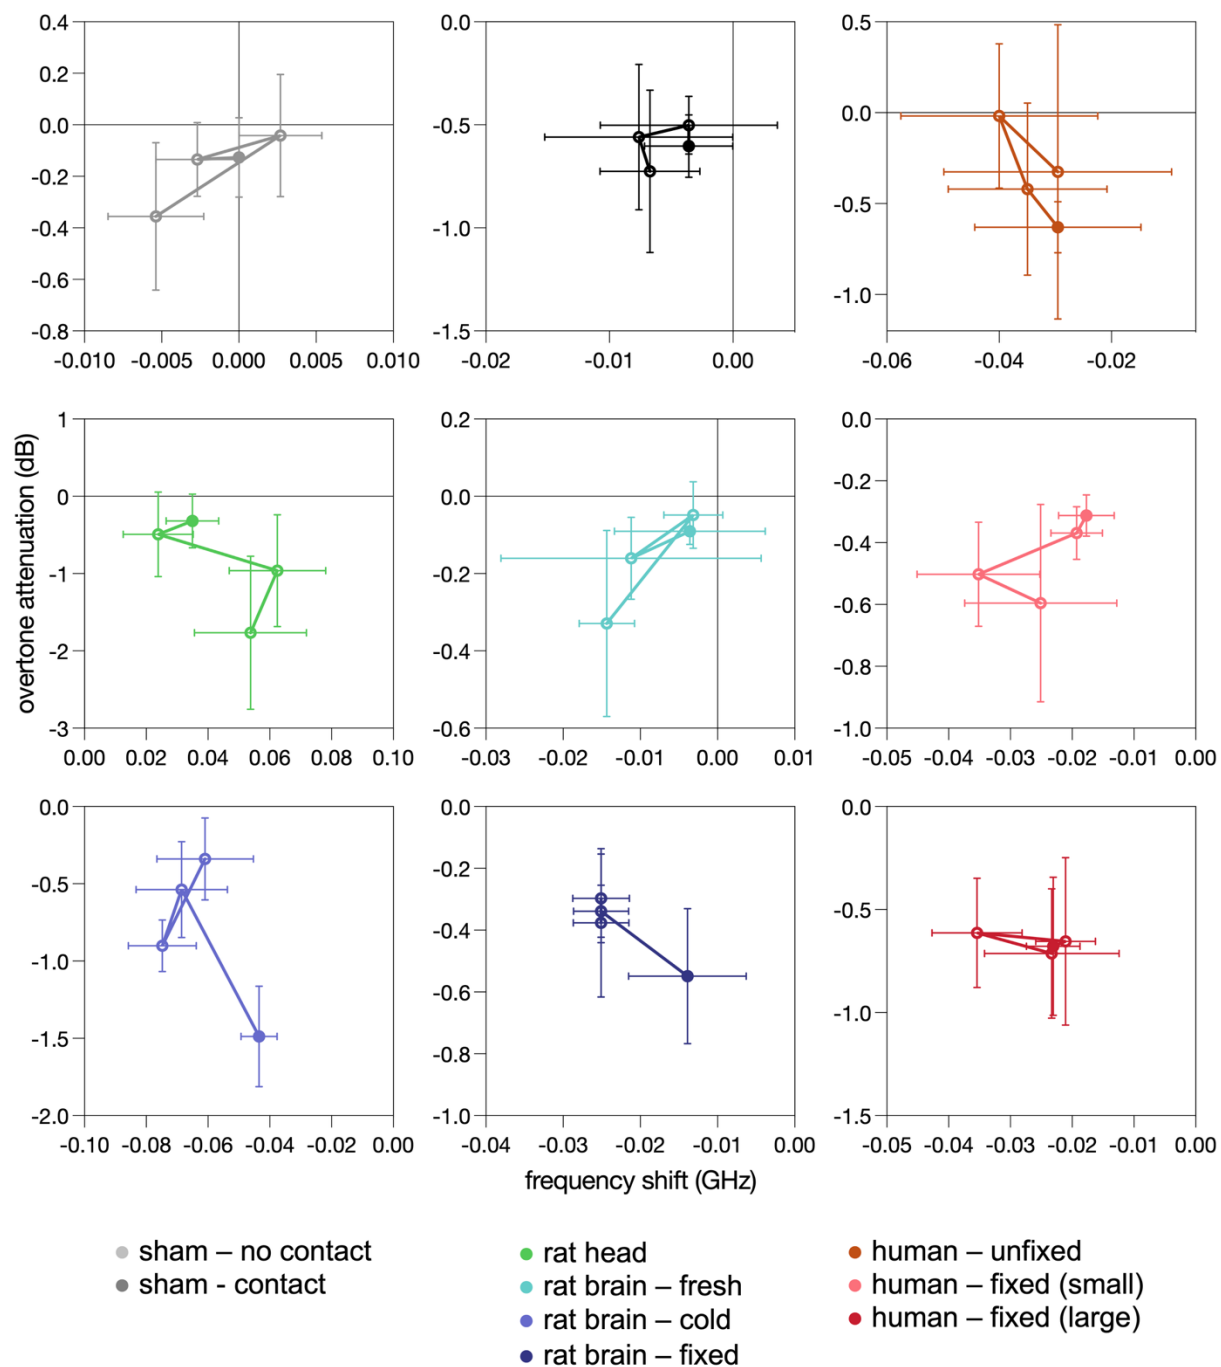 0.4
0.2
0.0
-0.2
-0.4
-0.6
-0.8
-0.010 -0.005 0.000 0.005 0.010
0.0
-0.5
-1.0
-1.5
-0.02 -0.01 0.00
0.5
0.0
-0.5
-1.0
-0.06 -0.04 -0.02
overtone attenuation (dB)
1
0
-1
-2
-3
0.00 0.02 0.04 0.06 0.08 0.10
0.2
0.0
-0.2
-0.4
-0.6
-0.03 -0.02 -0.01 0.00 0.01
0.0
-0.2
-0.4
-0.6
-0.8
-1.0
-0.05 -0.04 -0.03 -0.02 -0.01 0.00
0.0
-0.5
-1.0
-1.5
-2.0
-0.10 -0.08 -0.06 -0.04 -0.02 0.00
0.0
-0.2
-0.4
-0.6
-0.8
-1.0
-0.04 -0.03 -0.02 -0.01 0.00
0.0
-0.5
-1.0
-1.5
-0.05 -0.04 -0.03 -0.02 -0.01 0.00
frequency shift (GHz)
sham – no contact
sham - contact
rat head
rat brain – fresh
rat brain – cold
rat brain – fixed
human – unfixed
human – fixed (small)
human – fixed (large)